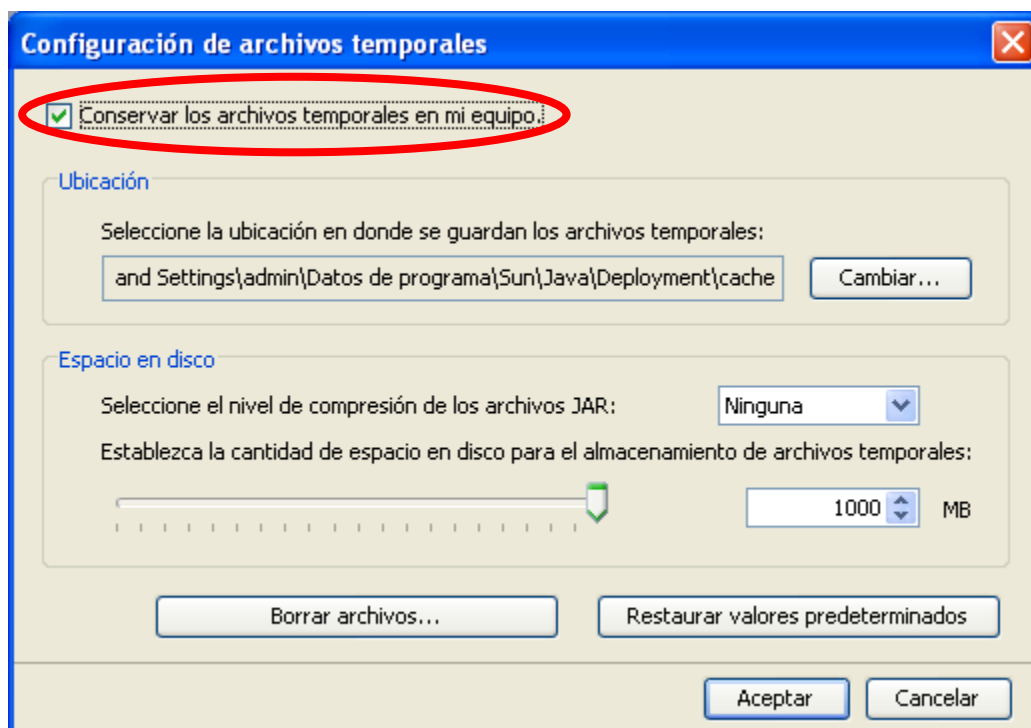 Configuración de archivos temporales
Conservar los archivos temporales en mi equipo.
Ubicación
Seleccione la ubicación en donde se guardan los archivos temporales:
and Settings\admin\Datos de programa\Sun\Java\Deployment\cache
Cambiar...
Espacio en disco
Seleccione el nivel de compresión de los archivos JAR:
Ninguna
Establezca la cantidad de espacio en disco para el almacenamiento de archivos temporales:
1000
MB
Borrar archivos...
Restaurar valores predeterminados
Aceptar
Cancelar